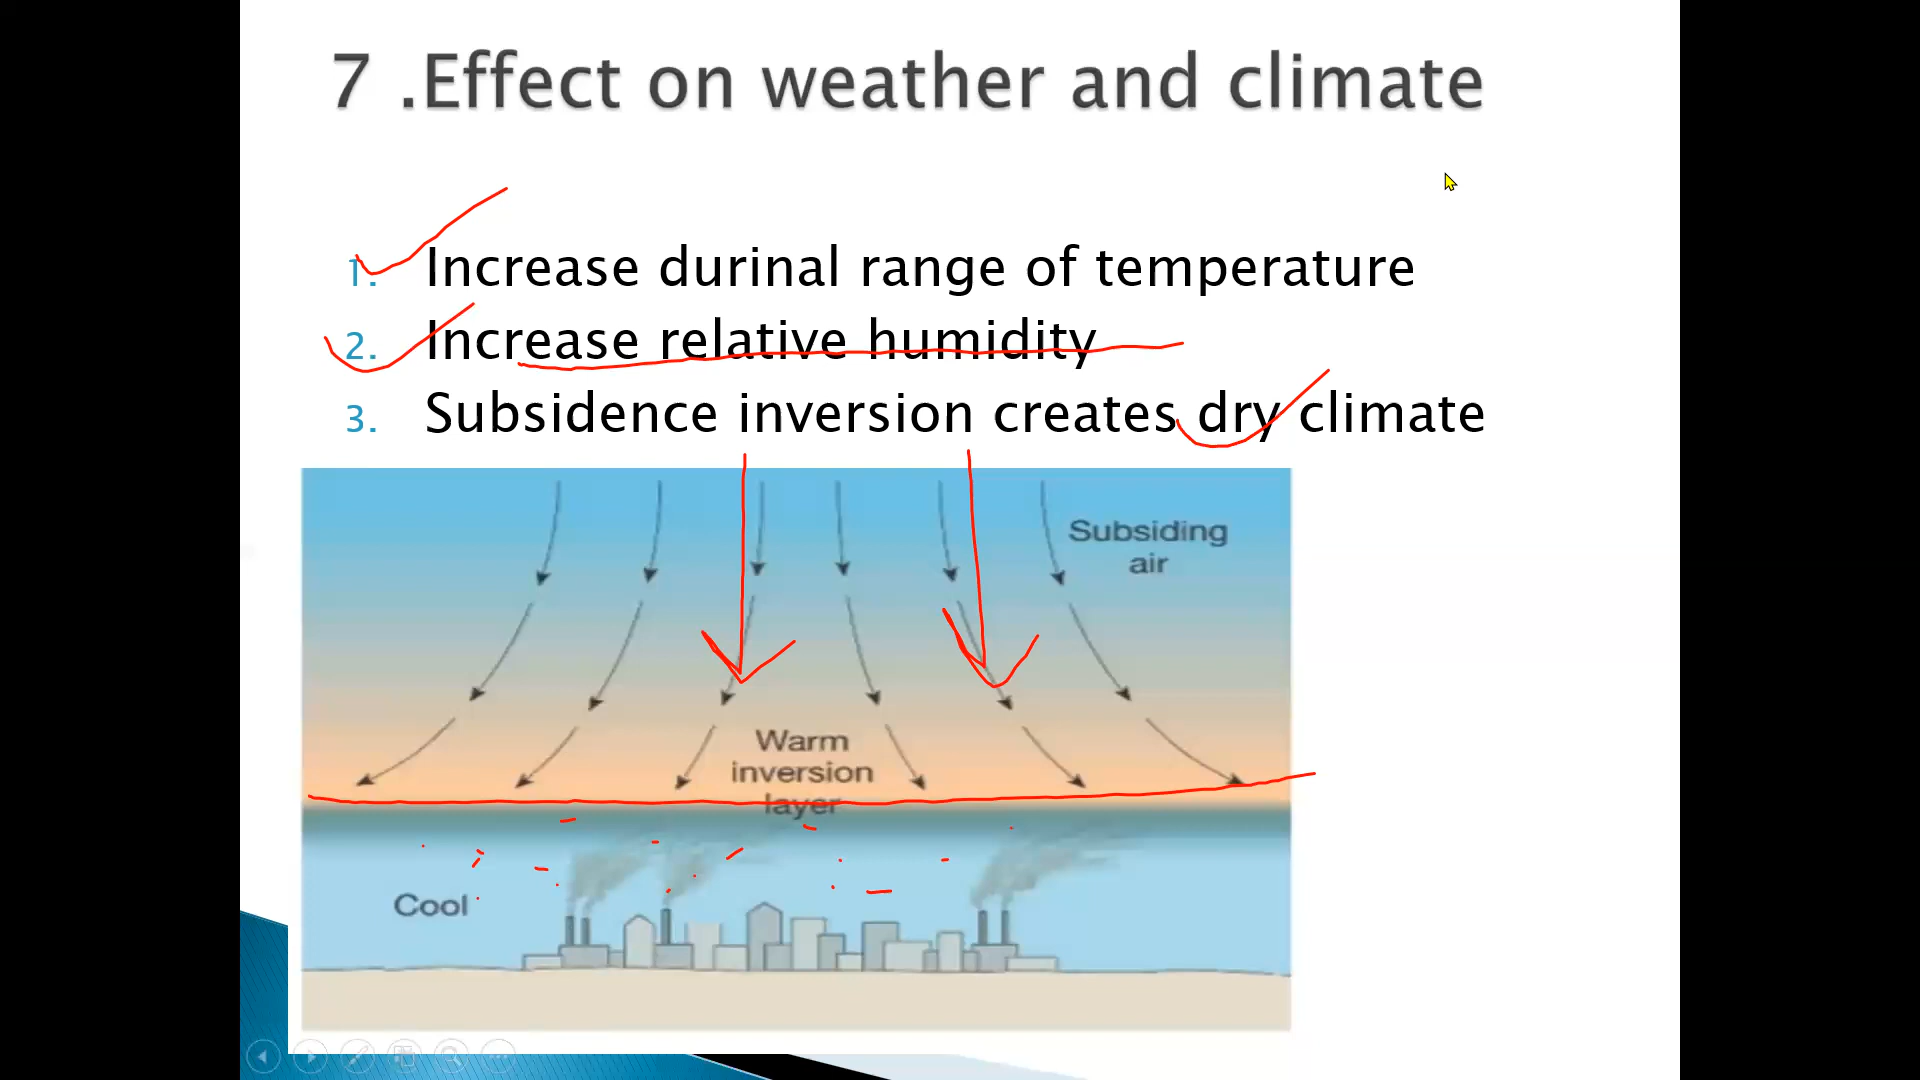 7 .Effect on weather and climate
1. Increase durinal range of temperature
2. Increase relative humidity
3. Subsidence inversion creates dry climate
Subsiding
air
Warm
inversion
layer
Cool